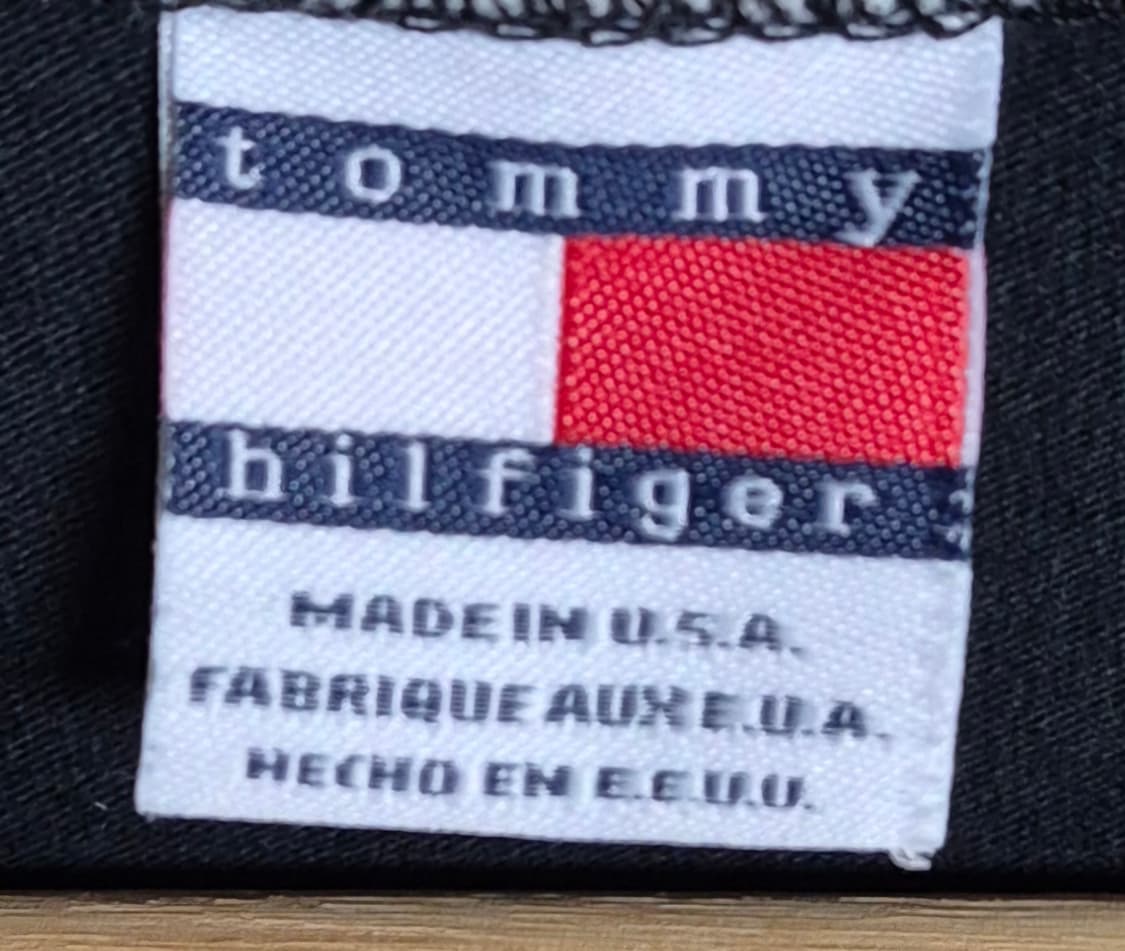 tommy
hilfiger
MADE IN U.S.A.
FABRIQUE AUX E.U.A.
HECHO EN E.E.U.U.